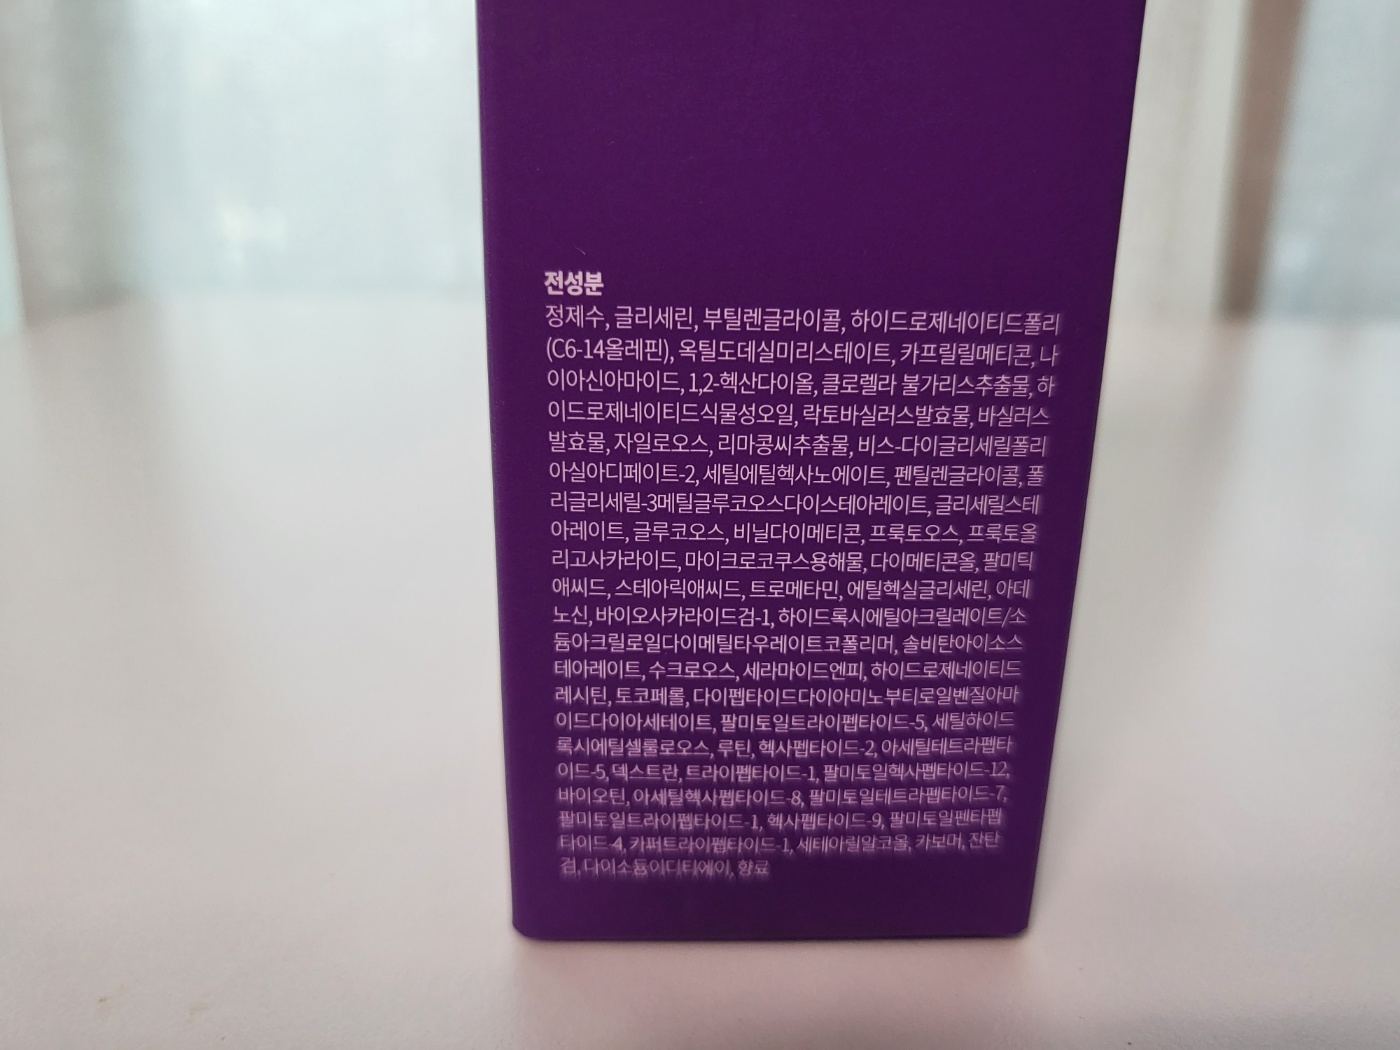 전성분
정제수, 글리세린, 부틸렌글라이콜, 하이드로제네이티드폴리
(C6-14올레핀), 옥틸도데실미리스테이트, 카프릴릴메티콘, 나
이아신아마이드, 1,2-헥산다이올, 클로렐라 불가리스추출물, 하
이드로제네이티드식물성오일, 락토바실러스발효물, 바실러스
발효물, 자일로오스, 리마콩씨추출물, 비스-다이글리세릴폴리
아실아디페이트-2, 세틸에틸헥사노에이트, 펜틸렌글라이콜, 폴
리글리세릴-3메틸글루코오스다이스테아레이트, 글리세릴스테
아레이트, 글루코오스, 비닐다이메티콘, 프룩토오스, 프룩토올
리고사카라이드, 마이크로코쿠스용해물, 다이메티콘올, 팔미틱
애씨드, 스테아릭애씨드, 트로메타민, 에틸헥실글리세린, 아데
노신, 바이오사카라이드검-1, 하이드록시에틸아크릴레이트/소
듐아크릴로일다이메틸타우레이트코폴리머, 솔비탄아이소스
테아레이트, 수크로오스, 세라마이드엔피, 하이드로제네이티드
레시틴, 토코페롤, 다이펩타이드다이아미노부티로일벤질아마
이드다이아세테이트, 팔미토일트라이펩타이드-5, 세틸하이드
록시에틸셀룰로오스, 루틴, 헥사펩타이드-2, 아세틸테트라펩타
이드-5, 덱스트란, 트라이펩타이드-1, 팔미토일헥사펩타이드-12,
바이오틴, 아세틸헥사펩타이드-8, 팔미토일테트라펩타이드-7,
팔미토일트라이펩타이드-1, 헥사펩타이드-9, 팔미토일펜타펩
타이드-4, 카퍼트라이펩타이드-1, 세테아릴알코올, 카보머, 잔탄
검, 다이소듐이디티에이, 향료